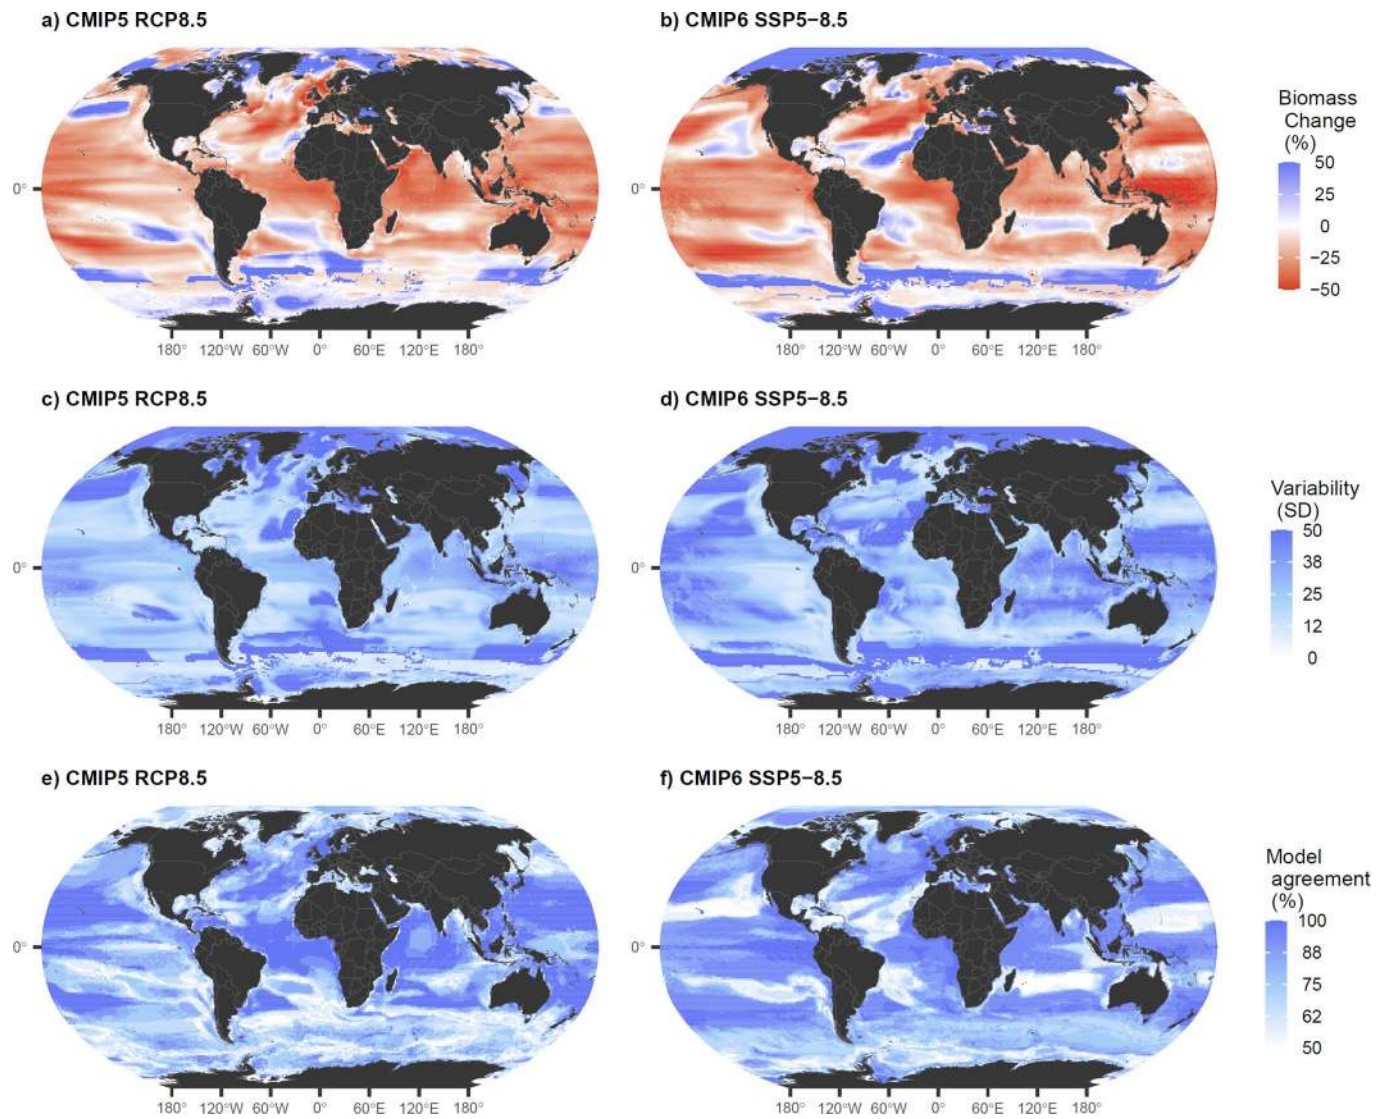 a) CMIP5 RCP8.5
b) CMIP6 SSP5−8.5
0°
0°
180° 120°W 60°W 0° 60°E 120°E 180°
180° 120°W 60°W 0° 60°E 120°E 180°
Biomass
Change
(%)
50
25
0
−25
−50
c) CMIP5 RCP8.5
d) CMIP6 SSP5−8.5
0°
0°
180° 120°W 60°W 0° 60°E 120°E 180°
180° 120°W 60°W 0° 60°E 120°E 180°
Variability
(SD)
50
38
25
12
0
e) CMIP5 RCP8.5
f) CMIP6 SSP5−8.5
0°
0°
180° 120°W 60°W 0° 60°E 120°E 180°
180° 120°W 60°W 0° 60°E 120°E 180°
Model
agreement
(%)
100
88
75
62
50